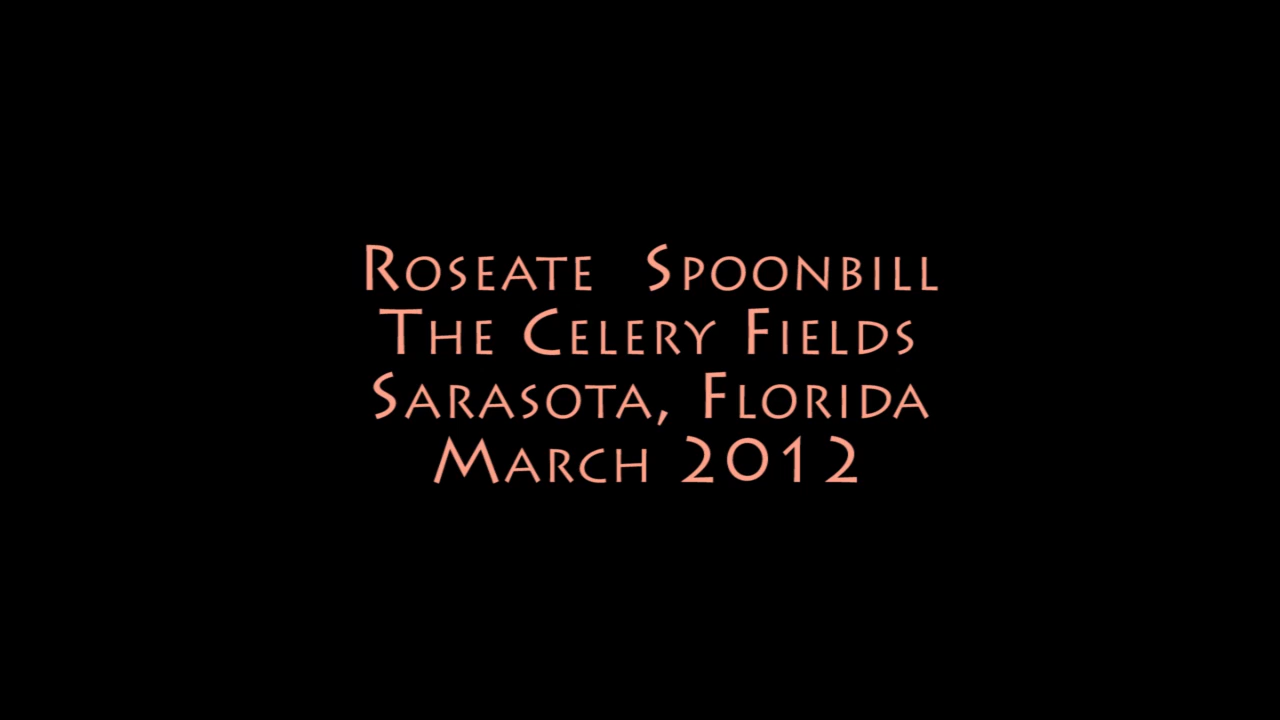 Roseate Spoonbill
The Celery Fields
Sarasota, Florida
March 2012